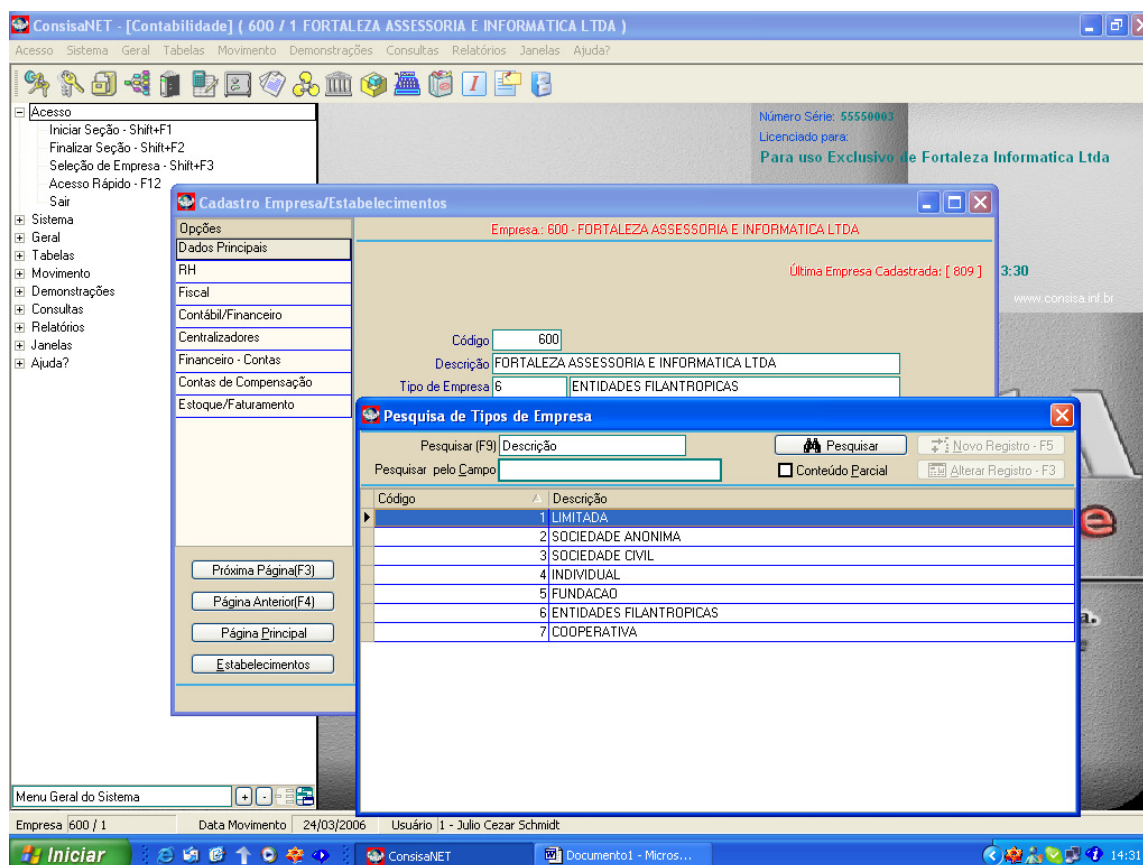 ConsisaNET - [Contabilidade] ( 600 / 1 FORTALEZA ASSESSORIA E INFORMATICA LTDA )
Acesso Sistema Geral Tabelas Movimento Demonstrações Consultas Relatórios Janelas Ajuda?
Acesso
Iniciar Seção - Shift+F1
Finalizar Seção - Shift+F2
Seleção de Empresa - Shift+F3
Acesso Rápido - F12
Sair
Sistema
Geral
Tabelas
Movimento
Demonstrações
Consultas
Relatórios
Janelas
Ajuda?
Número Série: 55550003
Licenciado para:
Para uso Exclusivo de Fortaleza Informatica Ltda
3:30
www.consisa.inf.br
Cadastro Empresa/Estabelecimentos
Opções
Dados Principais
RH
Fiscal
Contábil/Financeiro
Centralizadores
Financeiro - Contas
Contas de Compensação
Estoque/Faturamento
Próxima Página(F3)
Página Anterior(F4)
Página Principal
Estabelecimentos
Empresa.: 600 - FORTALEZA ASSESSORIA E INFORMATICA LTDA
Última Empresa Cadastrada: [ 809 ]
Código 600
Descrição FORTALEZA ASSESSORIA E INFORMATICA LTDA
Tipo de Empresa 6 ENTIDADES FILANTROPICAS
Pesquisa de Tipos de Empresa
Pesquisar (F9) Descrição Pesquisar Novo Registro - F5
Pesquisar pelo Campo Conteúdo Parcial Alterar Registro - F3
Código Descrição
1 LIMITADA
2 SOCIEDADE ANONIMA
3 SOCIEDADE CIVIL
4 INDIVIDUAL
5 FUNDACAO
6 ENTIDADES FILANTROPICAS
7 COOPERATIVA
Menu Geral do Sistema
Empresa 600 / 1 Data Movimento 24/03/2006 Usuário 1 - Julio Cezar Schmidt
Iniciar ConsisaNET Documento1 - Micros... 14:31